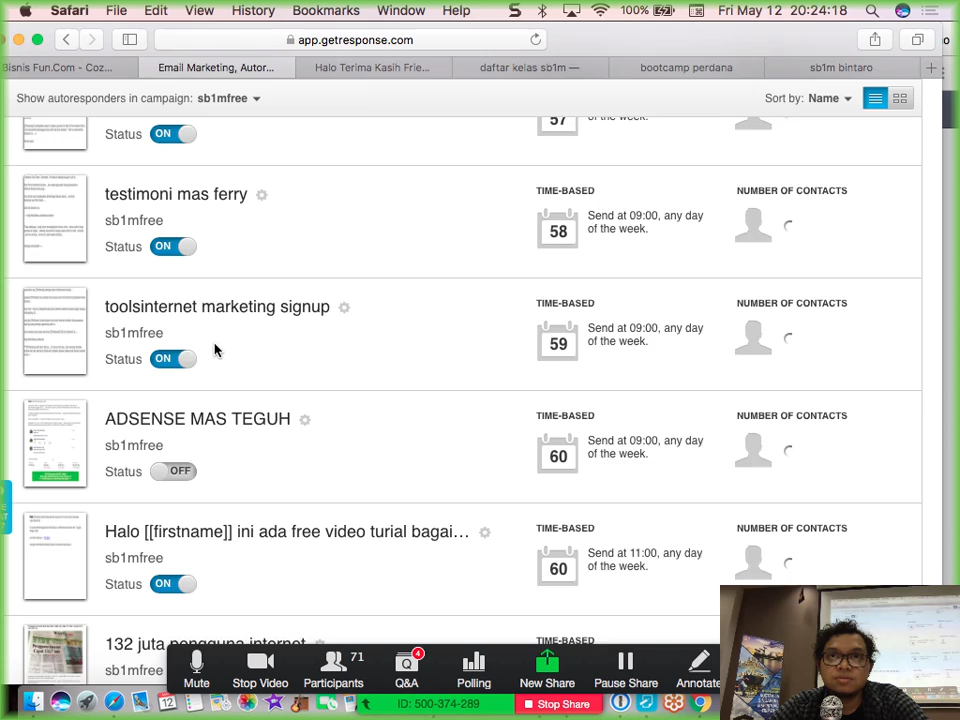 Safari File Edit View History Bookmarks Window Help 100% Fri May 12 20:24:18
app.getresponse.com
Bisnis Fun.Com - Coz... Email Marketing, Autor... Halo Terima Kasih Frie... daftar kelas sb1m — bootcamp perdana sb1m bintaro
Show autoresponders in campaign: sb1mfree Sort by: Name
57 of the week.
Status ON
testimoni mas ferry TIME-BASED NUMBER OF CONTACTS
sb1mfree 58 Send at 09:00, any day
of the week.
Status ON
toolsinternet marketing signup TIME-BASED NUMBER OF CONTACTS
sb1mfree 59 Send at 09:00, any day
of the week.
Status ON
ADSENSE MAS TEGUH TIME-BASED NUMBER OF CONTACTS
sb1mfree 60 Send at 09:00, any day
of the week.
Status OFF
Halo [[firstname]] ini ada free video turial bagai... TIME-BASED NUMBER OF CONTACTS
sb1mfree 60 Send at 11:00, any day
of the week.
Status ON
132 juta pengguna internet TIME-BASED
sb1mfree
71 4
Mute Stop Video Participants Q&A Polling New Share Pause Share Annotate
ID: 500-374-289 Stop Share